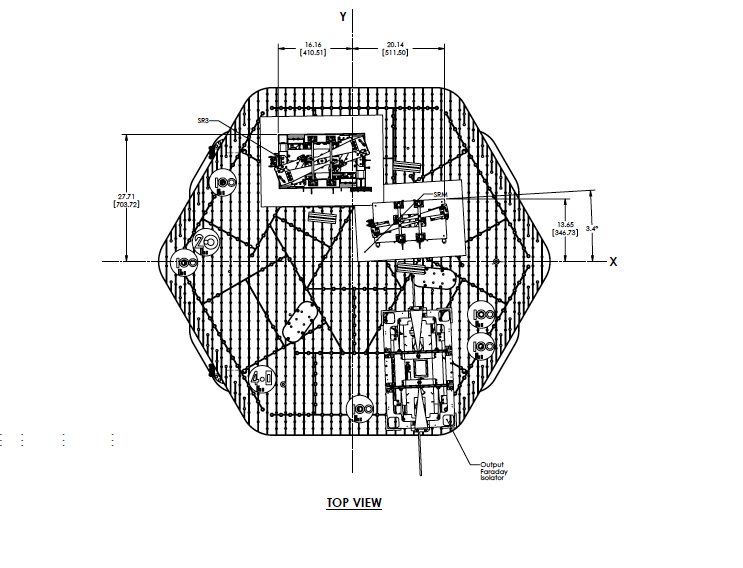 Y
16.16
[410.51]
20.14
[511.50]
SR3
27.71
[703.72]
100
SRM
20
100
13.65
[346.73]
3.4°
X
100
100
4.0
100
Output
Faraday
Isolator
TOP VIEW